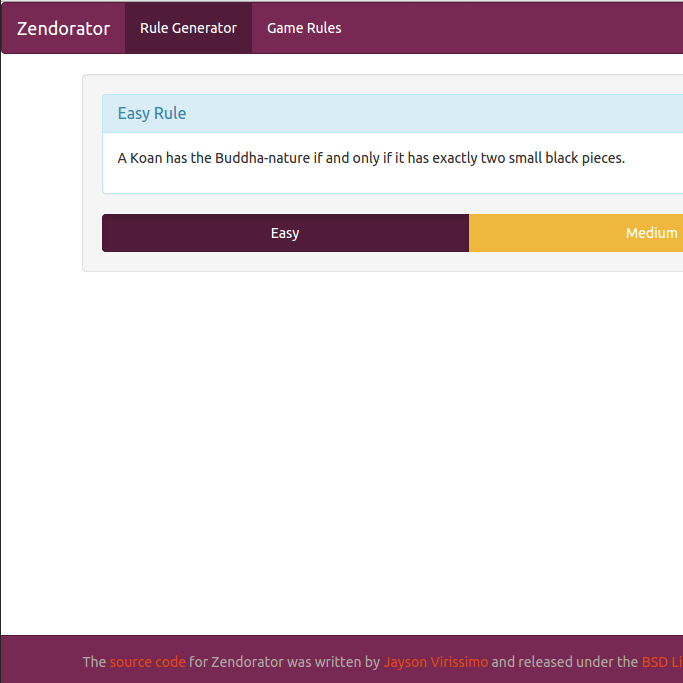 Zendorator Rule Generator Game Rules
Easy Rule
A Koan has the Buddha-nature if and only if it has exactly two small black pieces.
Easy Medium
The source code for Zendorator was written by Jayson Virissimo and released under the BSD Li